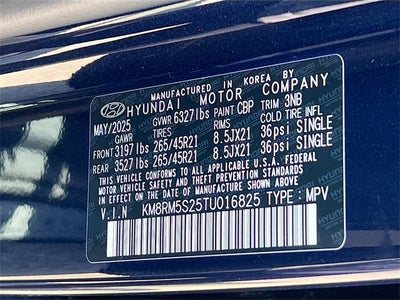 MANUFACTURED IN KOREA BY
HYUNDAI MOTOR COMPANY
MAY/2025 GVWR 6327lbs PAINT CBP TRIM 3NB
GAWR TIRES COLD TIRE INFL
FRONT 3197lbs 265/45R21 8.5JX21 36psi SINGLE
REAR 3527lbs 265/45R21 8.5JX21 36psi SINGLE
THIS VEHICLE CONFORMS TO ALL APPLICABLE U.S.A. FEDERAL
MOTOR VEHICLE SAFETY AND THEFT PREVENTION STANDARDS
IN EFFECT ON THE DATE OF MANUFACTURE SHOWN ABOVE.
V.I.N : KM8RM5S25TU016825 TYPE : MPV